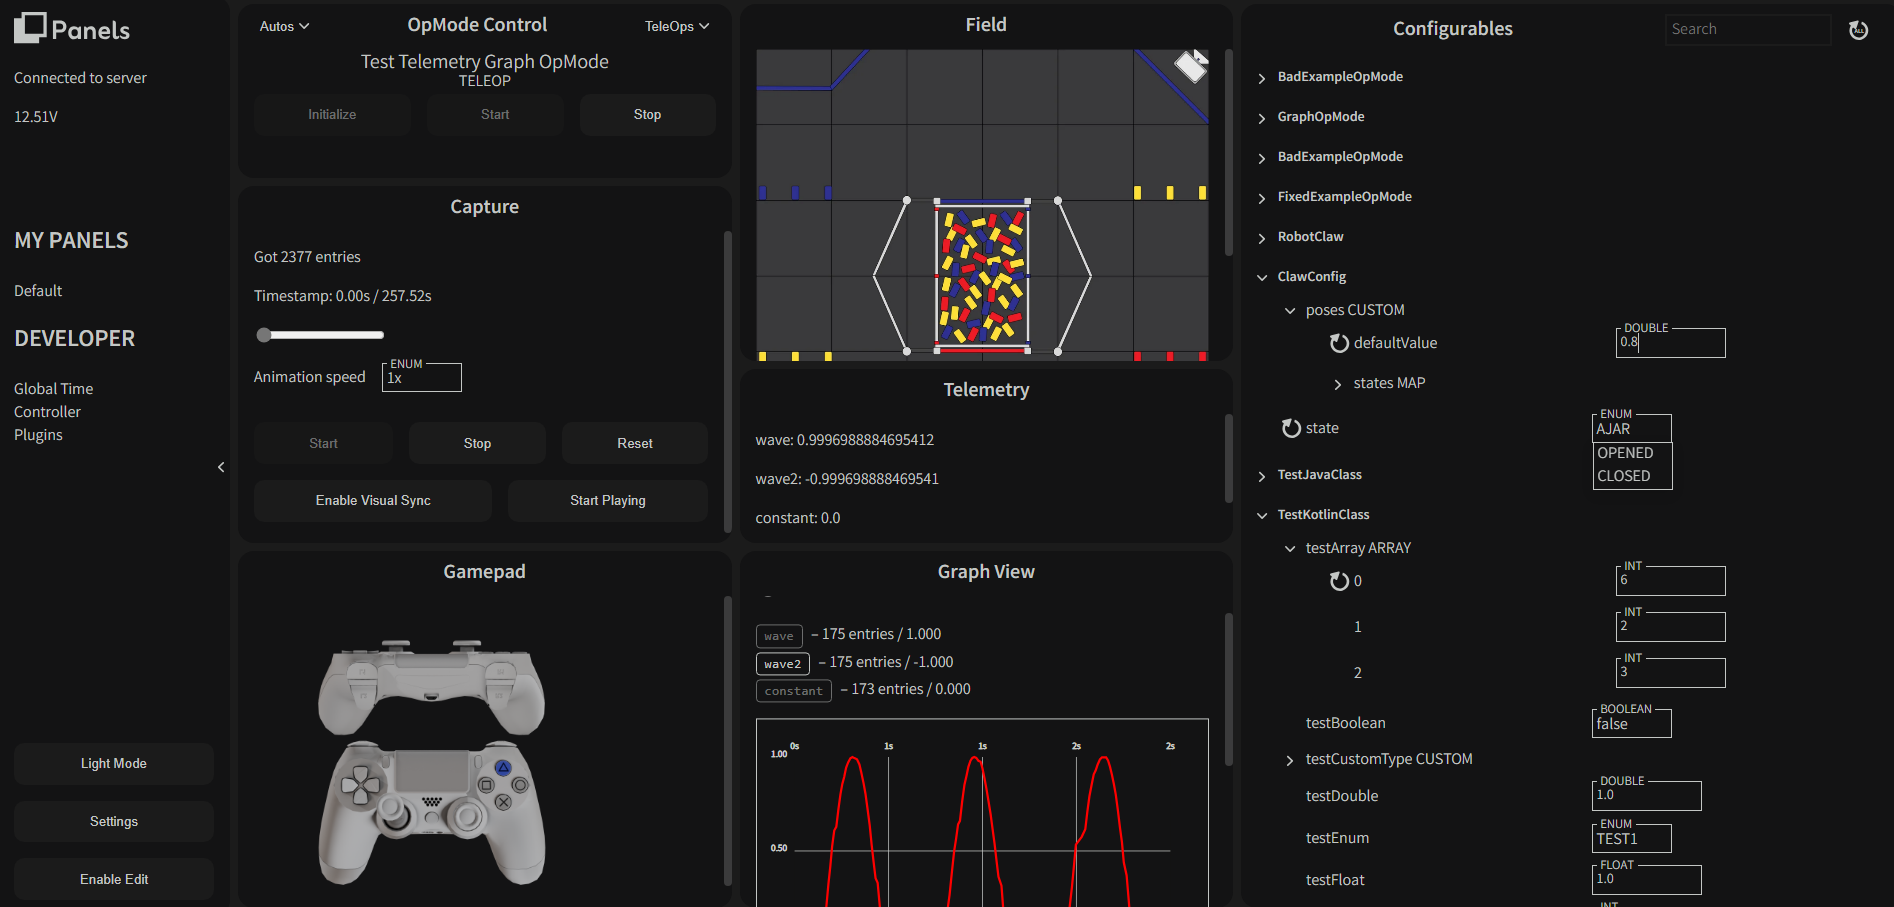 Panels
Connected to server
12.51V
MY PANELS
Default
DEVELOPER
Global Time
Controller
Plugins
Light Mode
Settings
Enable Edit
Autos
OpMode Control
TeleOps
Test Telemetry Graph OpMode
TELEOP
Initialize
Start
Stop
Capture
Got 2377 entries
Timestamp: 0.00s / 257.52s
Animation speed
ENUM
1x
Start
Stop
Reset
Enable Visual Sync
Start Playing
Gamepad
Field
Telemetry
wave: 0.9996988884695412
wave2: -0.999698888469541
constant: 0.0
Graph View
wave – 175 entries / 1.000
wave2 – 175 entries / -1.000
constant – 173 entries / 0.000
0s 1s 1s 2s 2s
1.00
0.50
Configurables
Search
ALL
BadExampleOpMode
GraphOpMode
BadExampleOpMode
FixedExampleOpMode
RobotClaw
ClawConfig
poses CUSTOM
defaultValue
DOUBLE
0.8
states MAP
state
ENUM
AJAR
OPENED
CLOSED
TestJavaClass
TestKotlinClass
testArray ARRAY
0
INT
6
1
INT
2
2
INT
3
testBoolean
BOOLEAN
false
testCustomType CUSTOM
testDouble
DOUBLE
1.0
testEnum
ENUM
TEST1
testFloat
FLOAT
1.0
INT